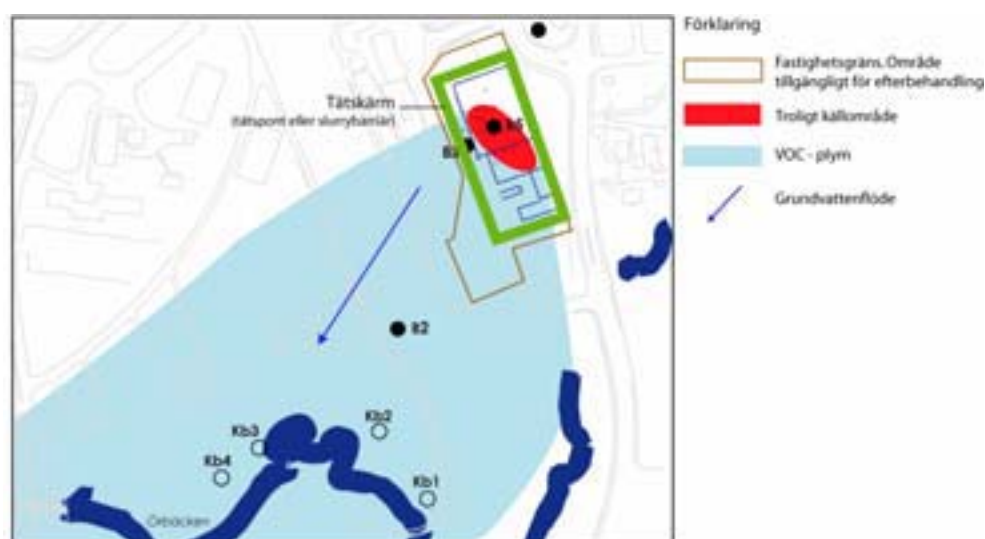 Förklaring
Fastighetsgräns. Område
tillgängligt för efterbehandling
Troligt källområde
VOC - plym
Grundvattenflöde
Tätskärm
(tätspont eller slurrybarriär)
B2
Kb2
Kb3
Kb4
Kb1
Örbäcken